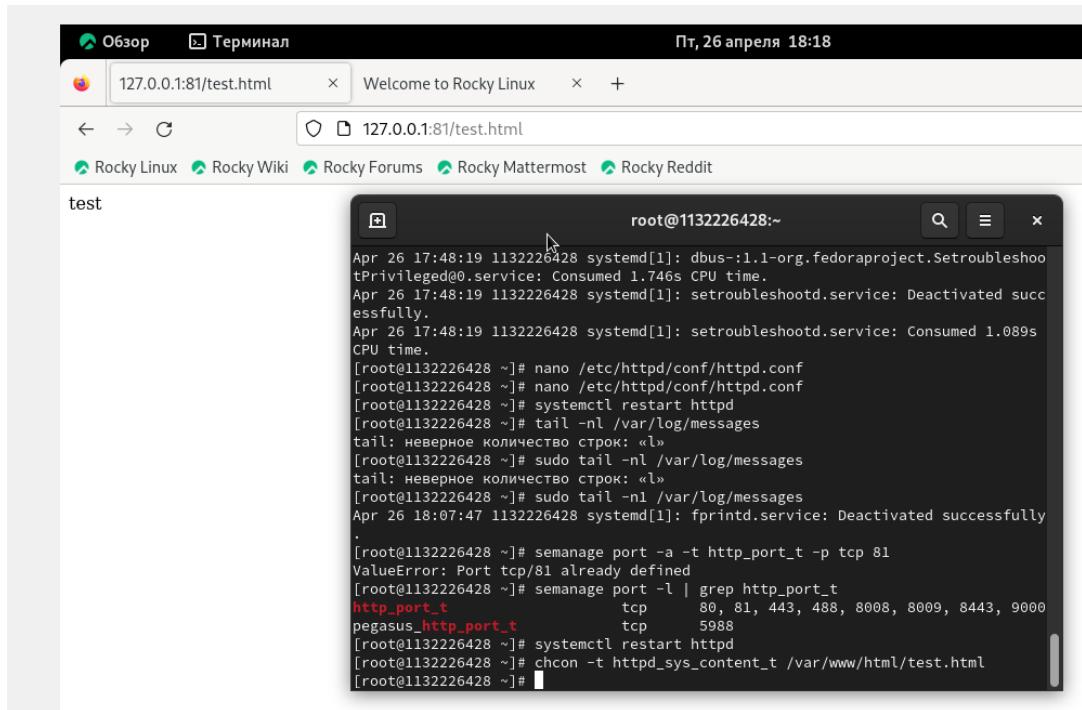 Обзор Терминал Пт, 26 апреля 18:18
127.0.0.1:81/test.html × Welcome to Rocky Linux × +
127.0.0.1:81/test.html
Rocky Linux Rocky Wiki Rocky Forums Rocky Mattermost Rocky Reddit
test
root@1132226428:~
Apr 26 17:48:19 1132226428 systemd[1]: dbus-:1.1-org.fedoraproject.Setroubleshoo
tPrivileged@0.service: Consumed 1.746s CPU time.
Apr 26 17:48:19 1132226428 systemd[1]: setroubleshootd.service: Deactivated succ
essfully.
Apr 26 17:48:19 1132226428 systemd[1]: setroubleshootd.service: Consumed 1.089s
CPU time.
[root@1132226428 ~]# nano /etc/httpd/conf/httpd.conf
[root@1132226428 ~]# nano /etc/httpd/conf/httpd.conf
[root@1132226428 ~]# systemctl restart httpd
[root@1132226428 ~]# tail -nl /var/log/messages
tail: неверное количество строк: «l»
[root@1132226428 ~]# sudo tail -nl /var/log/messages
tail: неверное количество строк: «l»
[root@1132226428 ~]# sudo tail -n1 /var/log/messages
Apr 26 18:07:47 1132226428 systemd[1]: fprintd.service: Deactivated successfully
.
[root@1132226428 ~]# semanage port -a -t http_port_t -p tcp 81
ValueError: Port tcp/81 already defined
[root@1132226428 ~]# semanage port -l | grep http_port_t
http_port_t tcp 80, 81, 443, 488, 8008, 8009, 8443, 9000
pegasus_http_port_t tcp 5988
[root@1132226428 ~]# systemctl restart httpd
[root@1132226428 ~]# chcon -t httpd_sys_content_t /var/www/html/test.html
[root@1132226428 ~]#